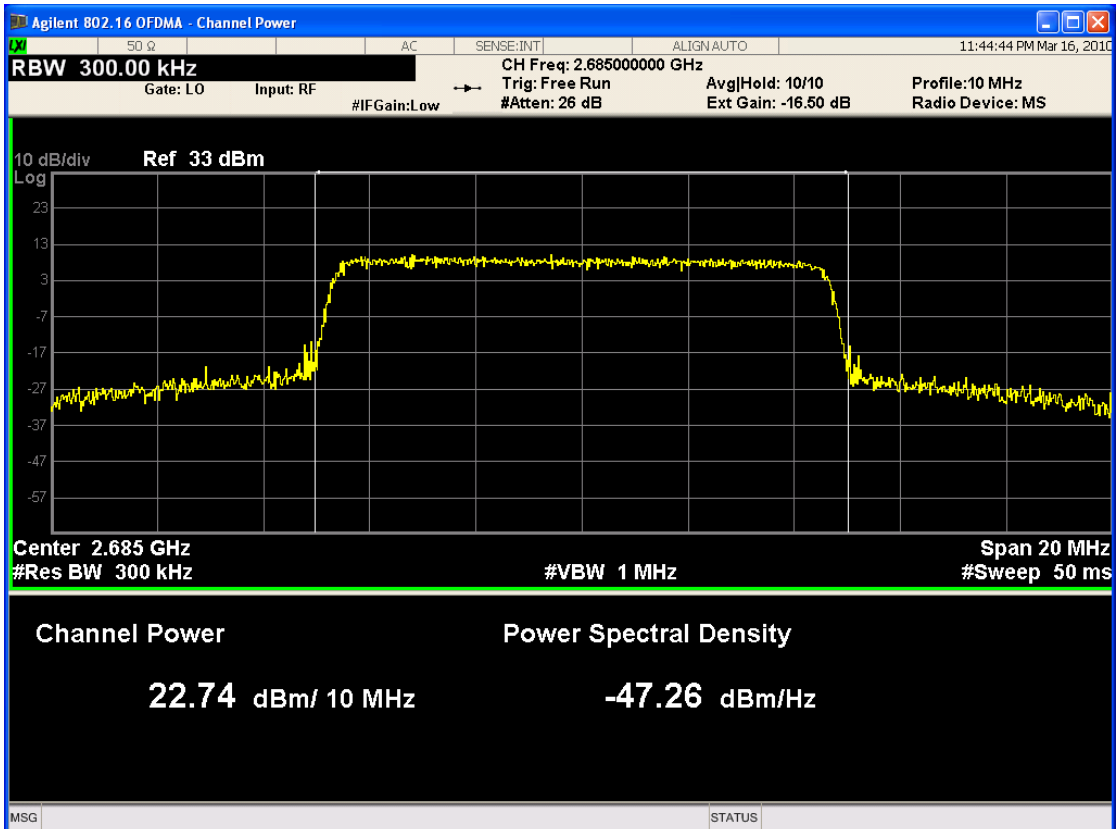 Agilent 802.16 OFDMA - Channel Power
LXI 50 Ω AC SENSE:INT ALIGN AUTO 11:44:44 PM Mar 16, 2010
RBW 300.00 kHz
CH Freq: 2.685000000 GHz
Gate: LO Input: RF Trig: Free Run Avg|Hold: 10/10 Profile:10 MHz
#IFGain:Low #Atten: 26 dB Ext Gain: -16.50 dB Radio Device: MS
10 dB/div Ref 33 dBm
Log
23
13
3
-7
-17
-27
-37
-47
-57
Center 2.685 GHz Span 20 MHz
#Res BW 300 kHz #VBW 1 MHz #Sweep 50 ms
Channel Power Power Spectral Density
22.74 dBm/ 10 MHz -47.26 dBm/Hz
MSG STATUS